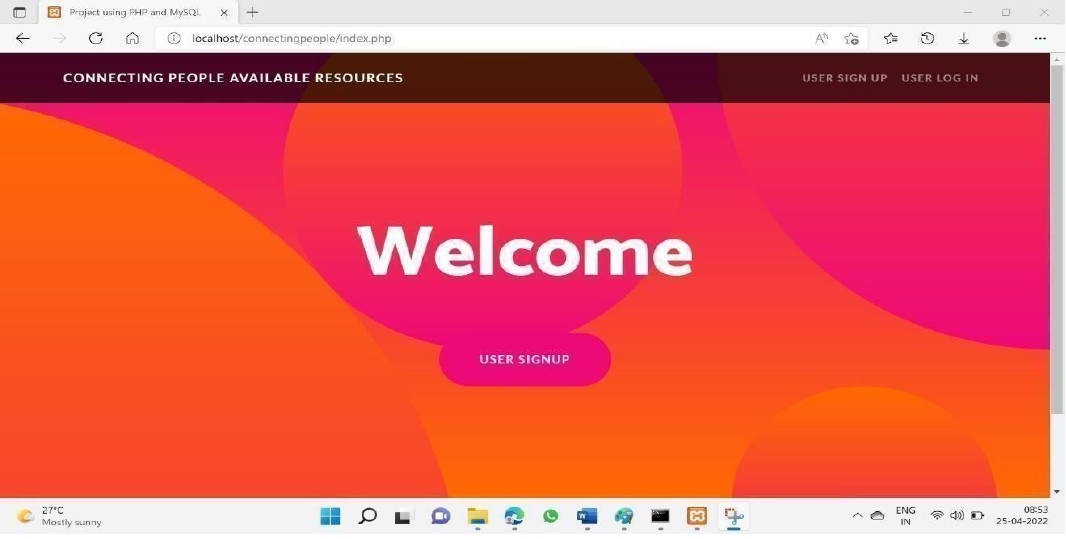 Project using PHP and MySQL
localhost/connectingpeople/index.php
CONNECTING PEOPLE AVAILABLE RESOURCES
USER SIGN UP USER LOG IN
Welcome
USER SIGNUP
27°C
Mostly sunny
ENG
IN
08:53
25-04-2022